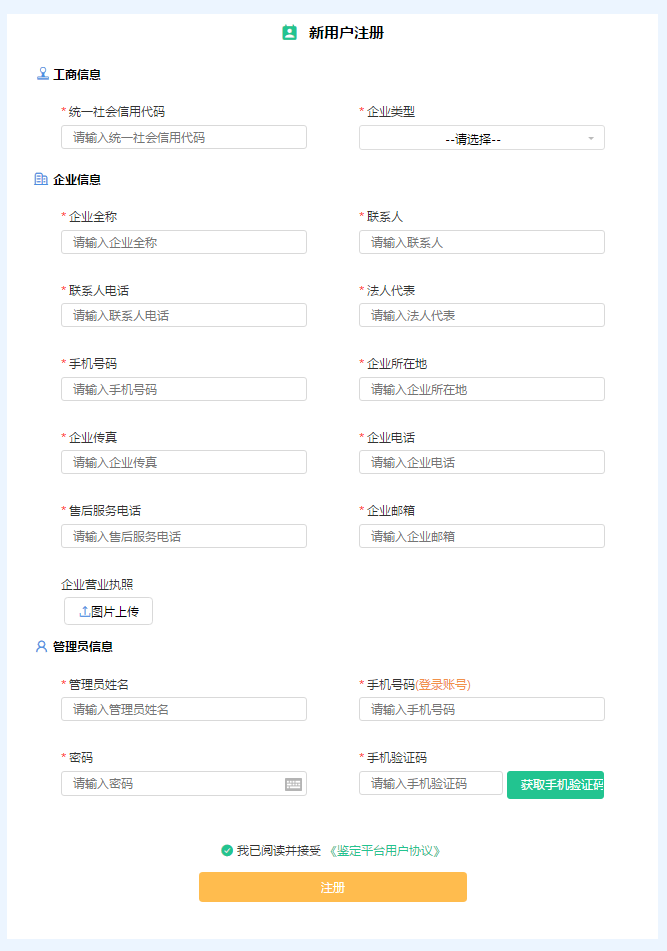 新用户注册
工商信息
* 统一社会信用代码 * 企业类型
请输入统一社会信用代码 --请选择--
企业信息
* 企业全称 * 联系人
请输入企业全称 请输入联系人
* 联系人电话 * 法人代表
请输入联系人电话 请输入法人代表
* 手机号码 * 企业所在地
请输入手机号码 请输入企业所在地
* 企业传真 * 企业电话
请输入企业传真 请输入企业电话
* 售后服务电话 * 企业邮箱
请输入售后服务电话 请输入企业邮箱
企业营业执照
图片上传
管理员信息
* 管理员姓名 * 手机号码(登录账号)
请输入管理员姓名 请输入手机号码
* 密码 * 手机验证码
请输入密码 请输入手机验证码 获取手机验证码
我已阅读并接受 《鉴定平台用户协议》
注册